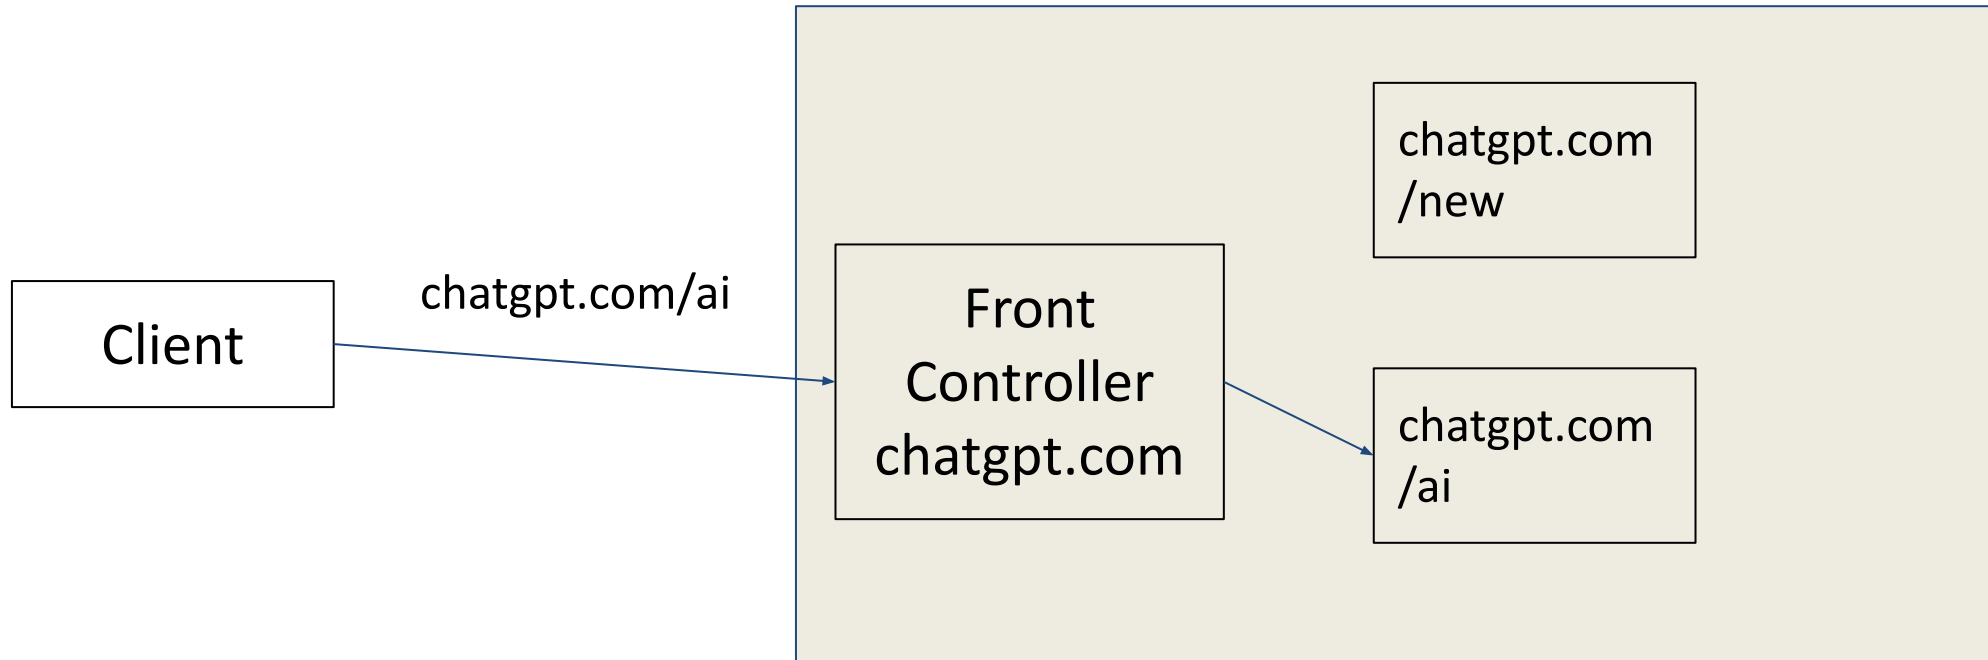 Client
chatgpt.com/ai
Front
Controller
chatgpt.com
chatgpt.com
/new
chatgpt.com
/ai